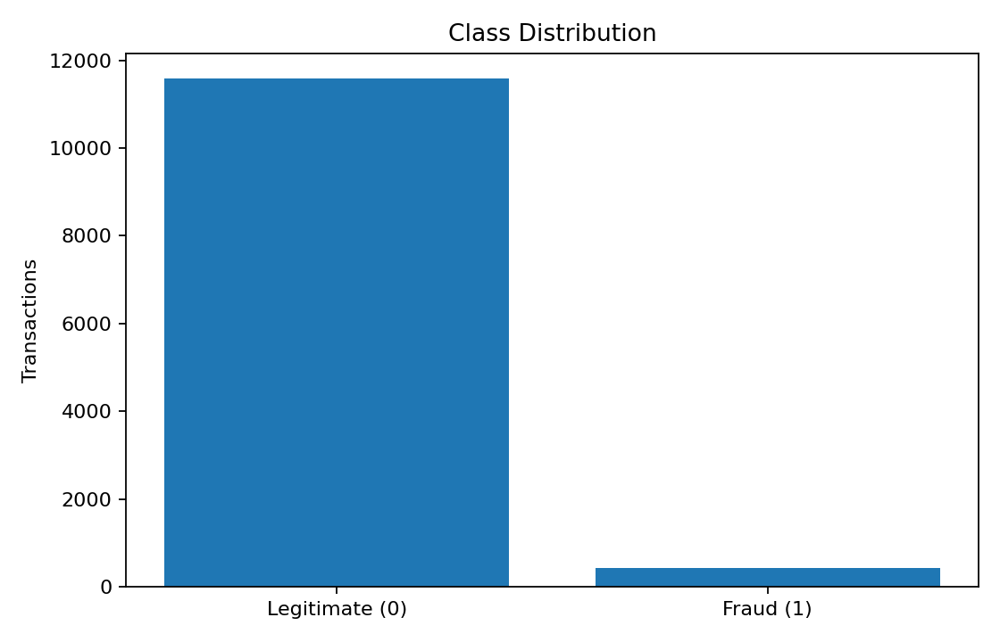 Class Distribution
12000
10000
8000
6000
4000
2000
0
Transactions
Legitimate (0)
Fraud (1)